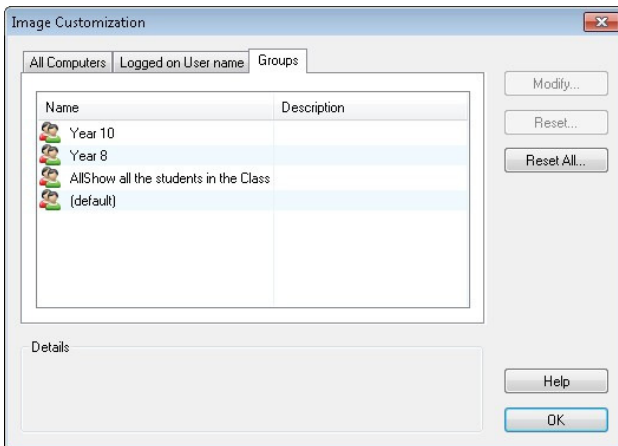 Image Customization
All Computers
Logged on User name
Groups
Name
Description
Year 10
Year 8
AllShow all the students in the Class
(default)
Modify...
Reset...
Reset All...
Details
Help
OK